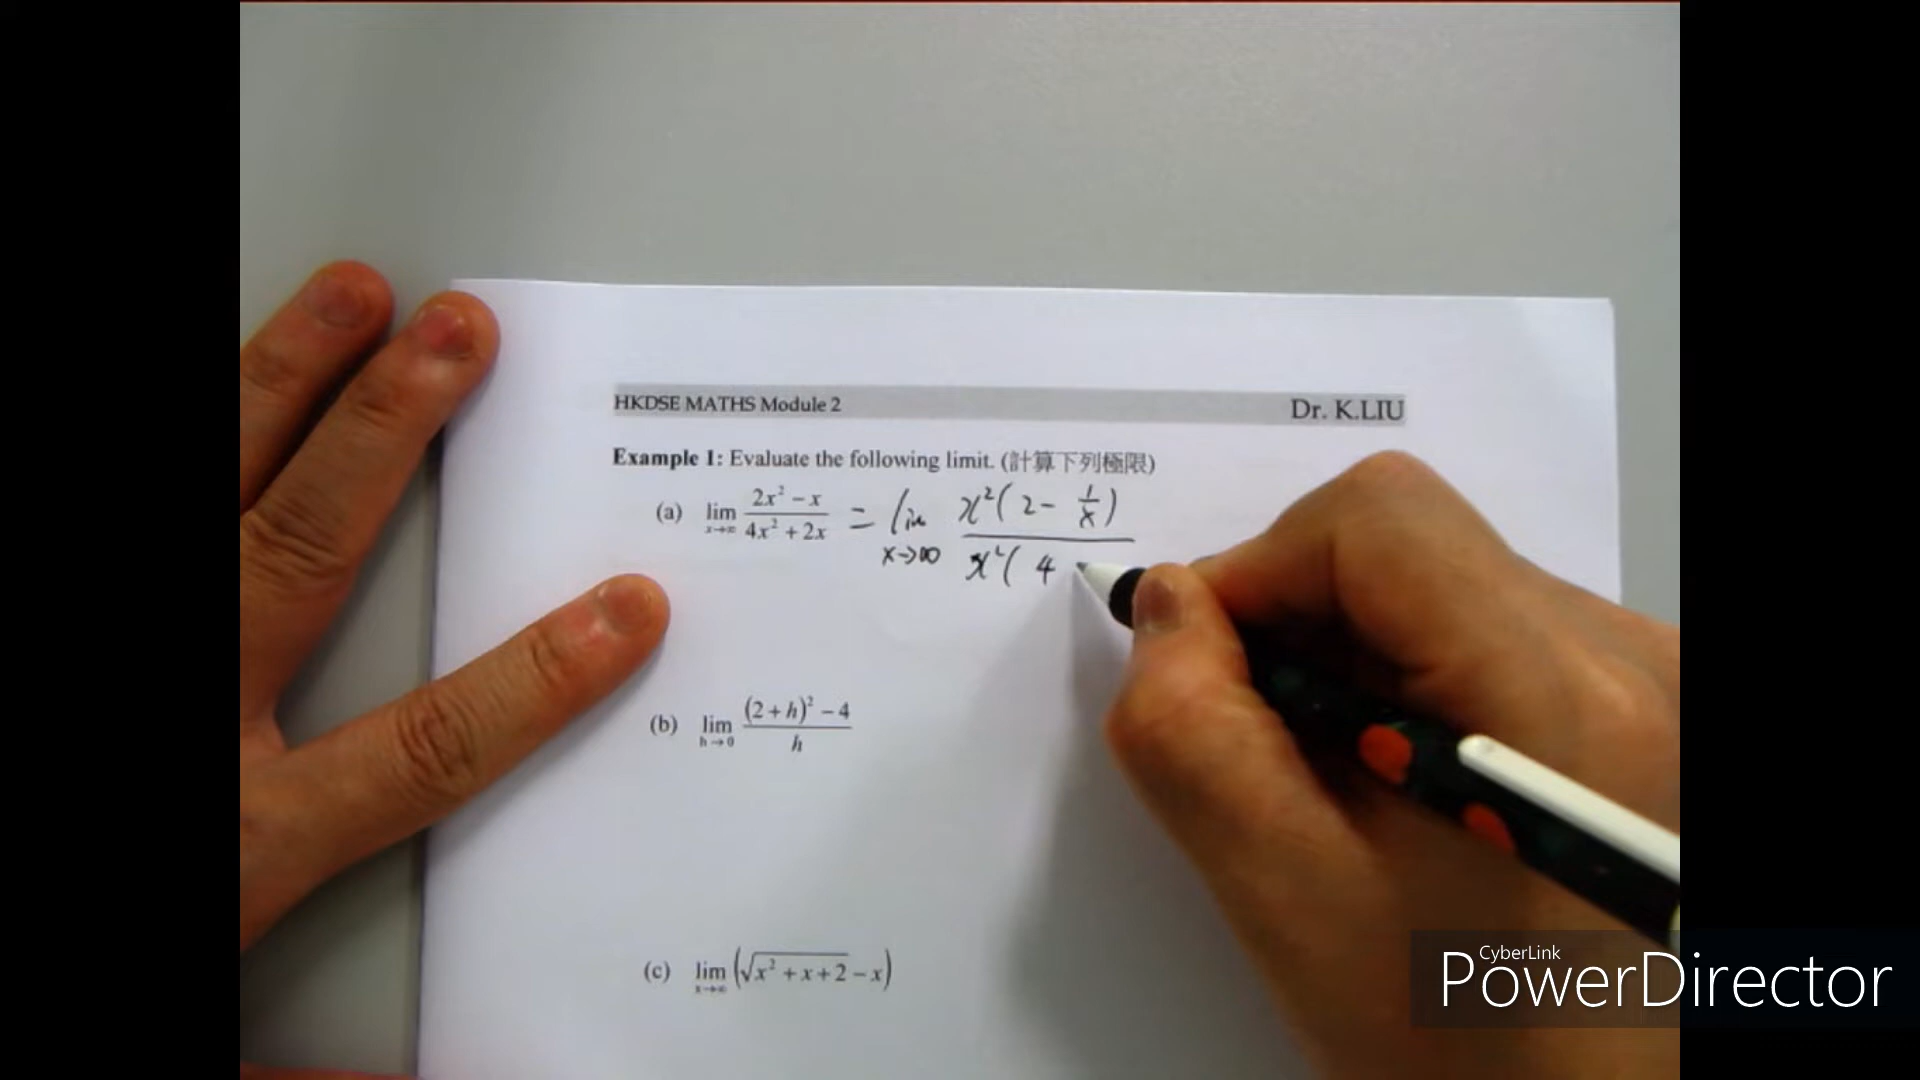 HKDSE MATHS Module 2 Dr. K.LIU
Example 1: Evaluate the following limit. (計算下列極限)
(a) lim x→∞ (2x² − x)/(4x² + 2x) = lim x→∞ x²(2 − 1/x) / x²(4
(b) lim h→0 ((2 + h)² − 4)/h
(c) lim x→∞ (√(x² + x + 2) − x)
CyberLink
PowerDirector